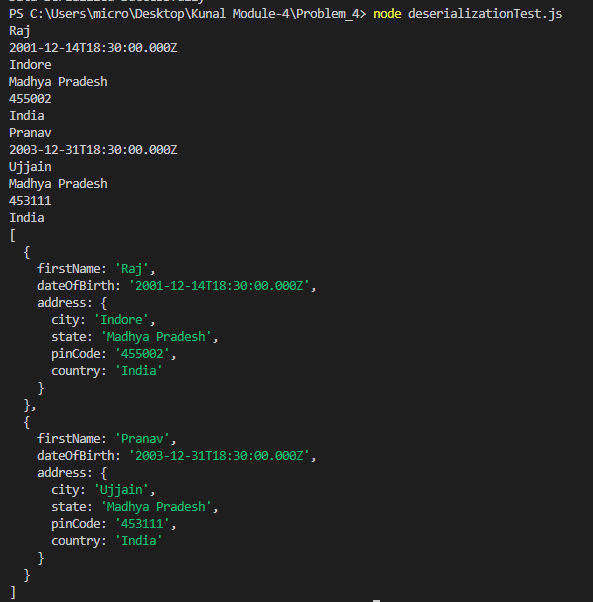 PS C:\Users\micro\Desktop\Kunal Module-4\Problem_4> node deserializationTest.js
Raj
2001-12-14T18:30:00.000Z
Indore
Madhya Pradesh
455002
India
Pranav
2003-12-31T18:30:00.000Z
Ujjain
Madhya Pradesh
453111
India
[
  {
    firstName: 'Raj',
    dateOfBirth: '2001-12-14T18:30:00.000Z',
    address: {
      city: 'Indore',
      state: 'Madhya Pradesh',
      pinCode: '455002',
      country: 'India'
    }
  },
  {
    firstName: 'Pranav',
    dateOfBirth: '2003-12-31T18:30:00.000Z',
    address: {
      city: 'Ujjain',
      state: 'Madhya Pradesh',
      pinCode: '453111',
      country: 'India'
    }
  }
]